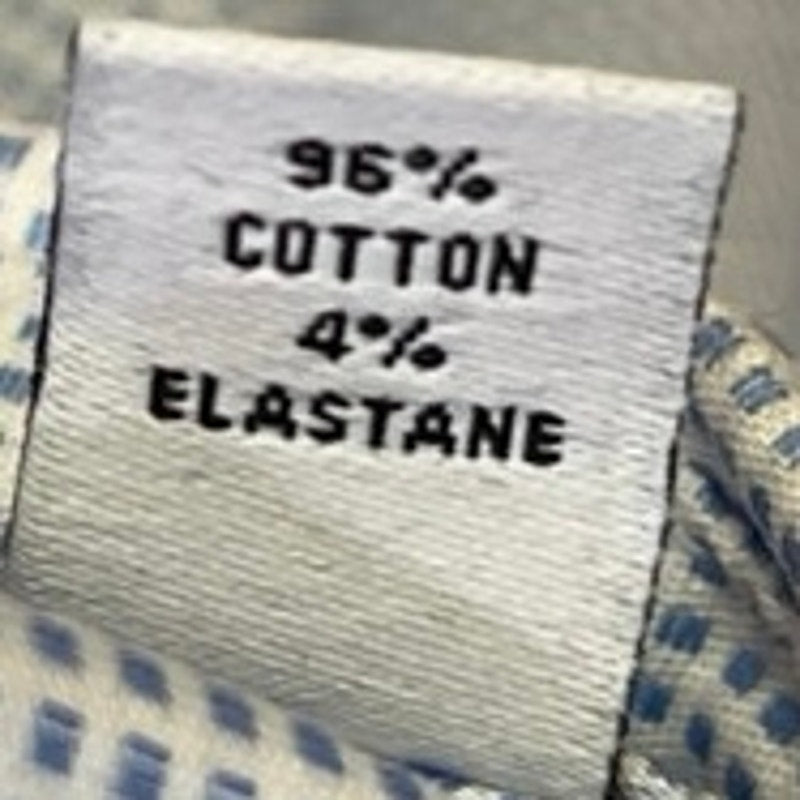 96%
COTTON
4%
ELASTANE